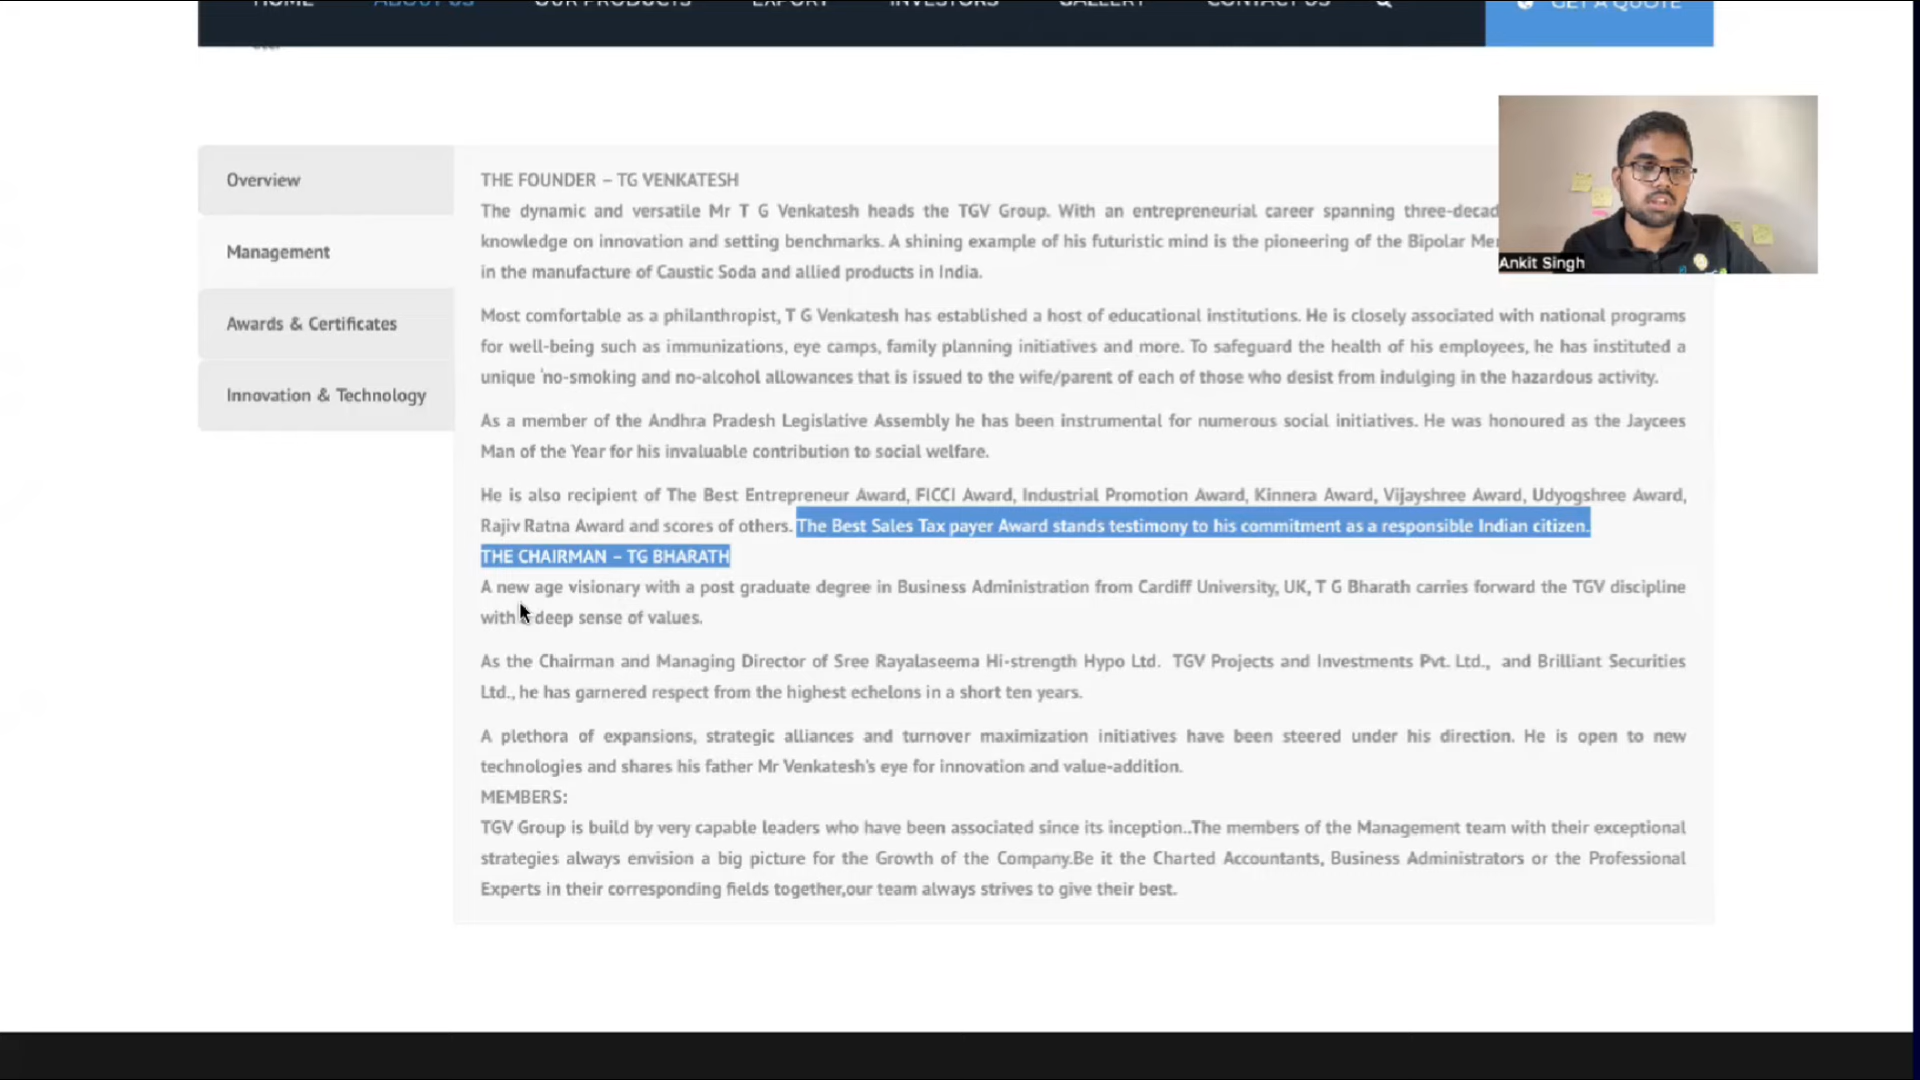 HOME ABOUT US OUR PRODUCTS EXPORT INVESTORS GALLERY CONTACT US GET A QUOTE
Overview
Management
Awards & Certificates
Innovation & Technology
THE FOUNDER – TG VENKATESH
The dynamic and versatile Mr T G Venkatesh heads the TGV Group. With an entrepreneurial career spanning three-decad
knowledge on innovation and setting benchmarks. A shining example of his futuristic mind is the pioneering of the Bipolar Me
in the manufacture of Caustic Soda and allied products in India.
Most comfortable as a philanthropist, T G Venkatesh has established a host of educational institutions. He is closely associated with national programs
for well-being such as immunizations, eye camps, family planning initiatives and more. To safeguard the health of his employees, he has instituted a
unique 'no-smoking and no-alcohol allowances that is issued to the wife/parent of each of those who desist from indulging in the hazardous activity.
As a member of the Andhra Pradesh Legislative Assembly he has been instrumental for numerous social initiatives. He was honoured as the Jaycees
Man of the Year for his invaluable contribution to social welfare.
He is also recipient of The Best Entrepreneur Award, FICCI Award, Industrial Promotion Award, Kinnera Award, Vijayshree Award, Udyogshree Award,
Rajiv Ratna Award and scores of others. The Best Sales Tax payer Award stands testimony to his commitment as a responsible Indian citizen.
THE CHAIRMAN – TG BHARATH
A new age visionary with a post graduate degree in Business Administration from Cardiff University, UK, T G Bharath carries forward the TGV discipline
with deep sense of values.
As the Chairman and Managing Director of Sree Rayalaseema Hi-strength Hypo Ltd. TGV Projects and Investments Pvt. Ltd., and Brilliant Securities
Ltd., he has garnered respect from the highest echelons in a short ten years.
A plethora of expansions, strategic alliances and turnover maximization initiatives have been steered under his direction. He is open to new
technologies and shares his father Mr Venkatesh's eye for innovation and value-addition.
MEMBERS:
TGV Group is build by very capable leaders who have been associated since its inception..The members of the Management team with their exceptional
strategies always envision a big picture for the Growth of the Company.Be it the Charted Accountants, Business Administrators or the Professional
Experts in their corresponding fields together,our team always strives to give their best.
Ankit Singh